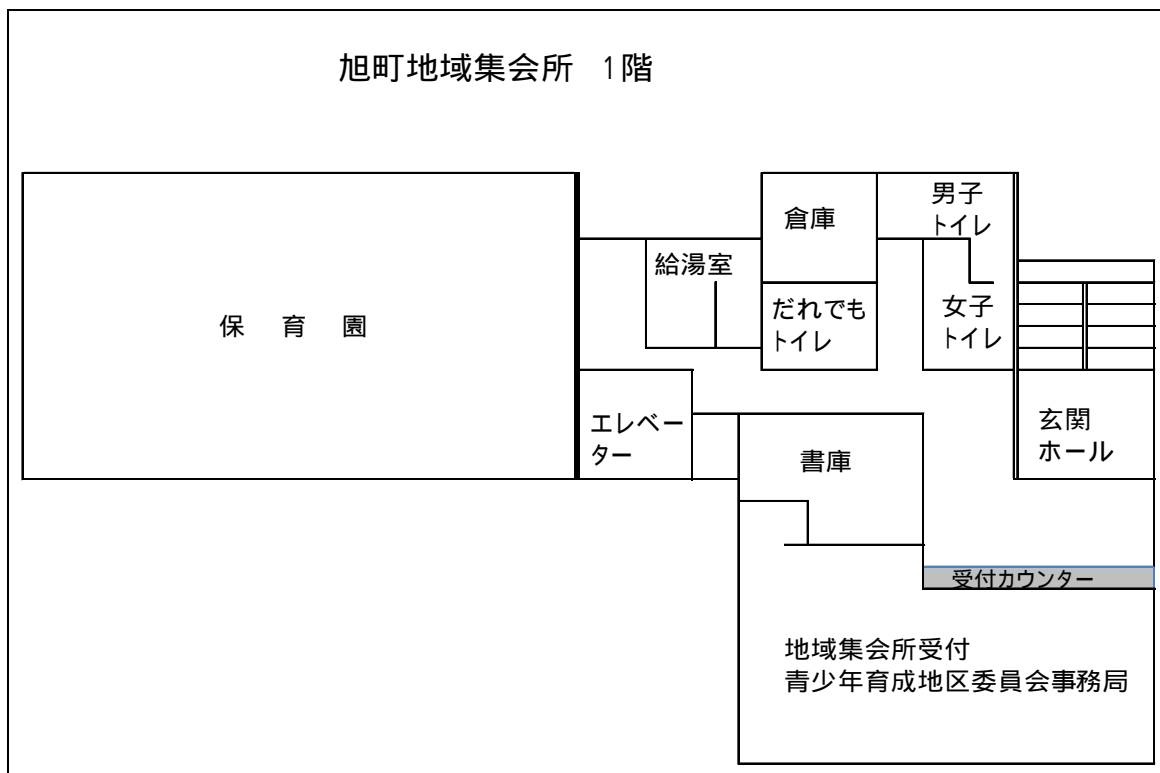 旭町地域集会所 1階
男子
トイレ
倉庫
給湯室
だれでも
トイレ
女子
トイレ
保 育 園
エレベー
ター
書庫
玄関
ホール
受付カウンター
地域集会所受付
青少年育成地区委員会事務局